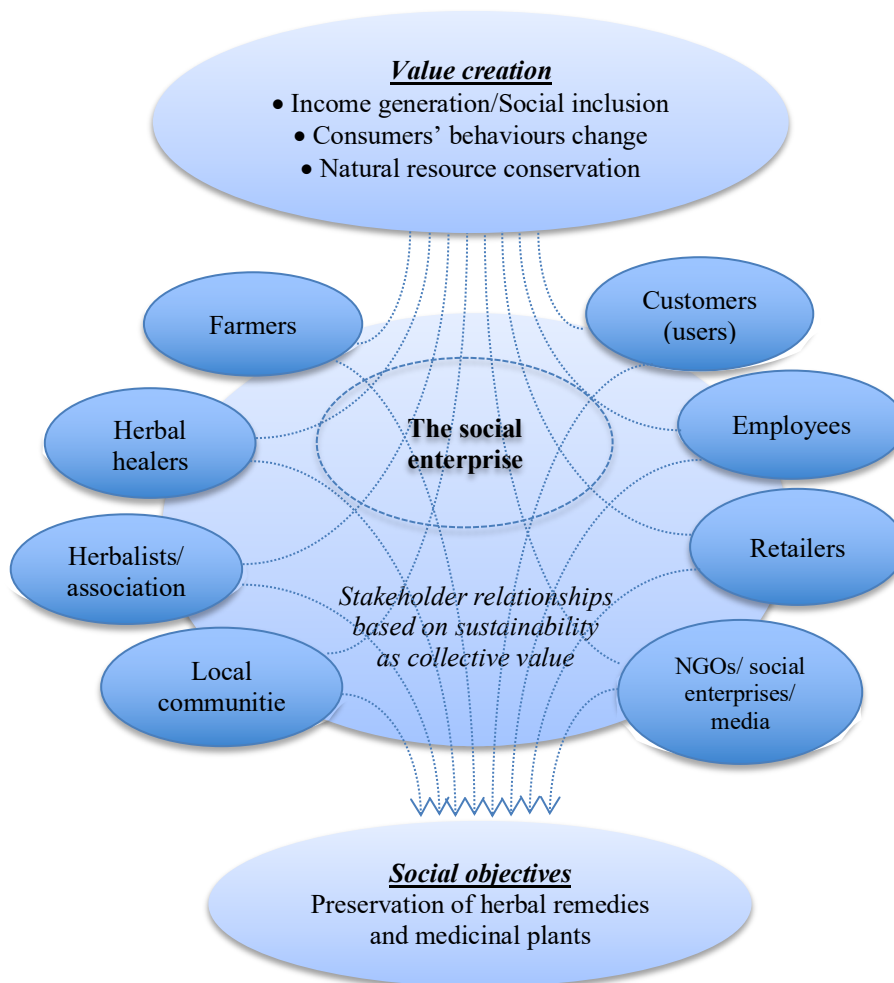 Value creation
• Income generation/Social inclusion
• Consumers’ behaviours change
• Natural resource conservation
Farmers
Customers
(users)
Herbal
healers
The social
enterprise
Employees
Herbalists/
association
Retailers
Stakeholder relationships
based on sustainability
as collective value
Local
communitie
NGOs/ social
enterprises/
media
Social objectives
Preservation of herbal remedies
and medicinal plants